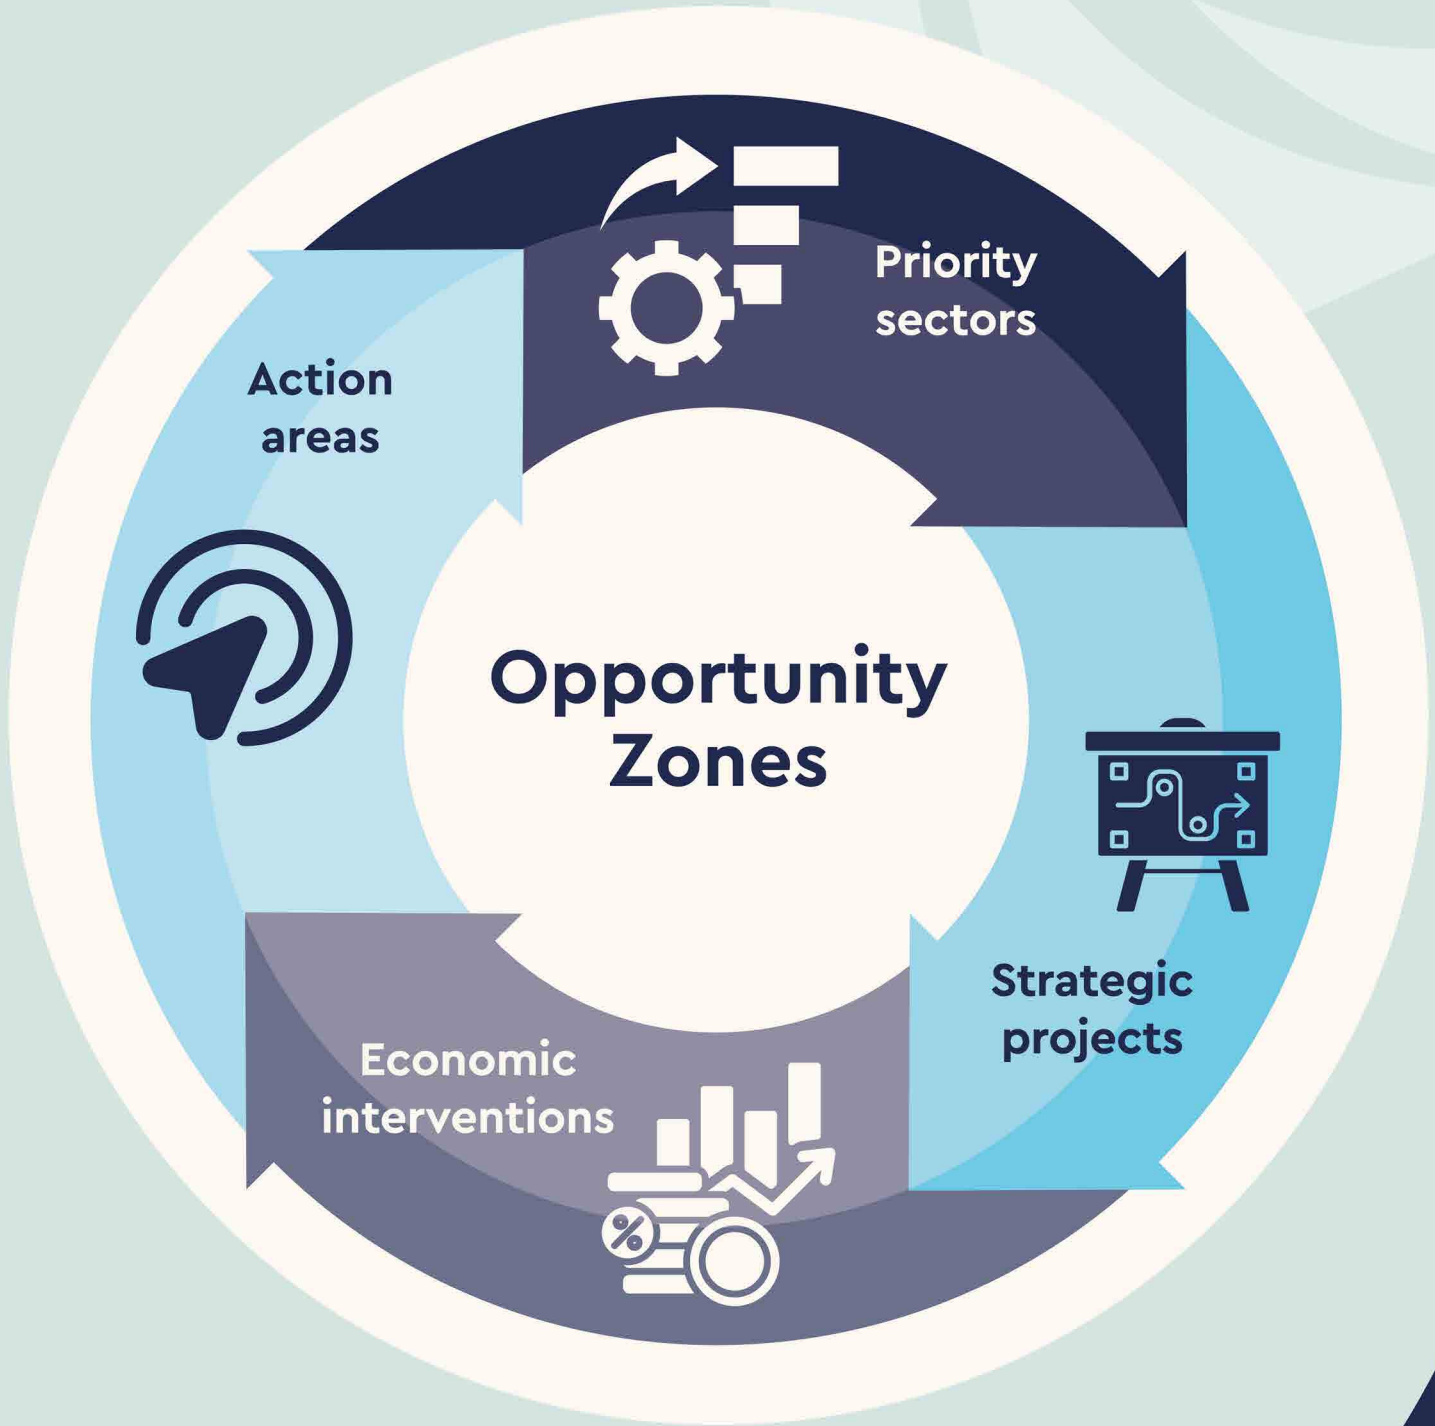 Priority
sectors
Action
areas
Opportunity
Zones
Strategic
projects
Economic
interventions
%